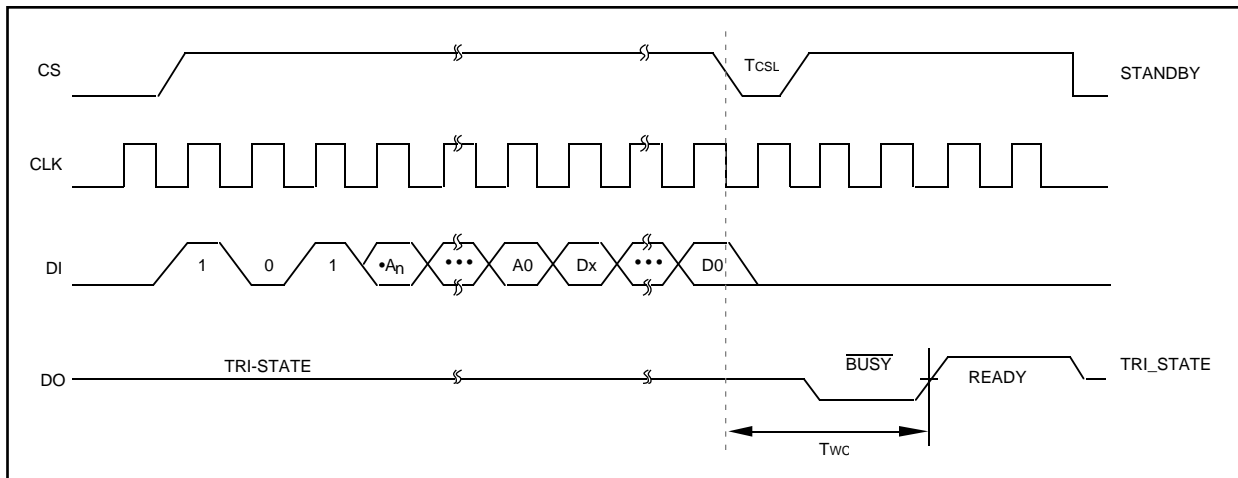 CS TCSL STANDBY
CLK
DI 1 0 1 •An ••• A0 Dx ••• D0
TRI-STATE BUSY TRI_STATE
DO READY
TWC